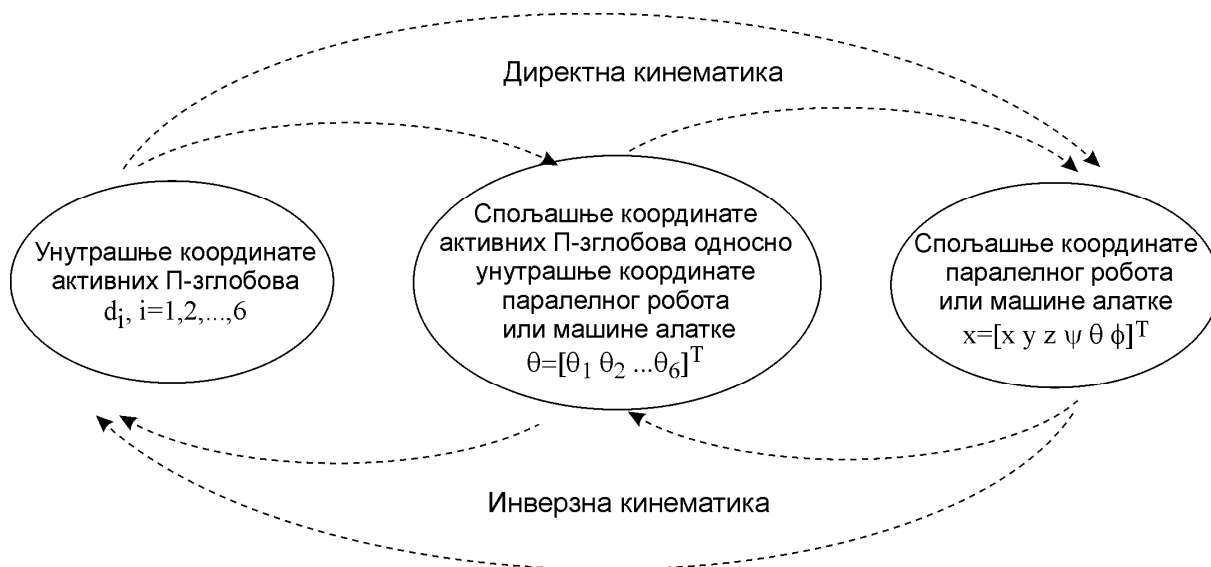 Директна кинематика
Унутрашње координате
активних П-зглобова
dᵢ, i=1,2,...,6
Спољашње координате
активних П-зглобова односно
унутрашње координате
паралелног робота
или машине алатке
θ=[θ₁ θ₂ ...θ₆]ᵀ
Спољашње координате
паралелног робота
или машине алатке
x=[x y z ψ θ ϕ]ᵀ
Инверзна кинематика